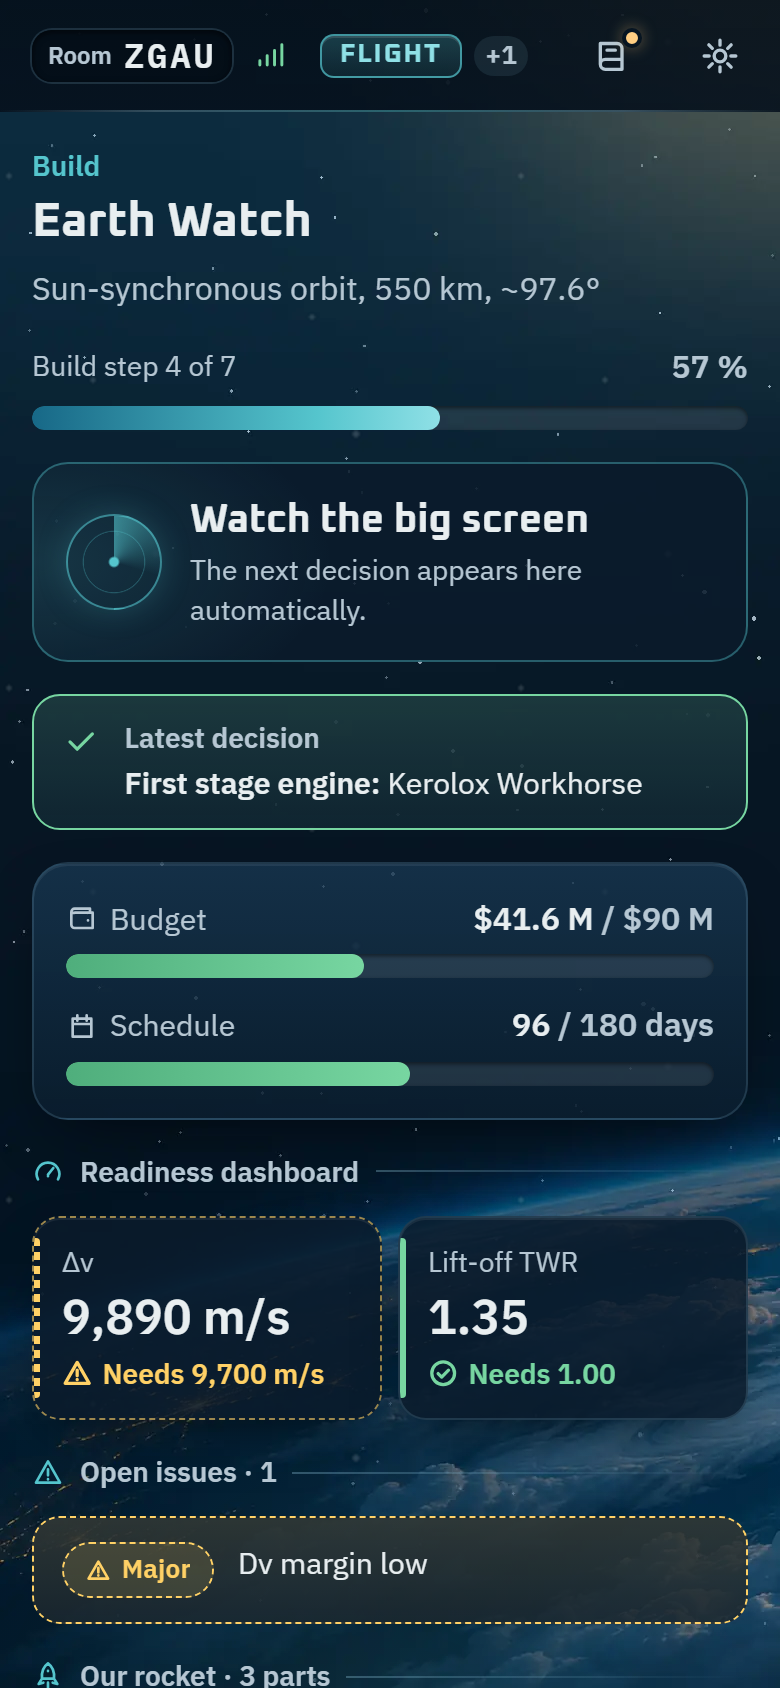 Room ZGAU FLIGHT +1
Build
Earth Watch
Sun-synchronous orbit, 550 km, ~97.6°
Build step 4 of 7 57 %
Watch the big screen
The next decision appears here
automatically.
Latest decision
First stage engine: Kerolox Workhorse
Budget $41.6 M / $90 M
Schedule 96 / 180 days
Readiness dashboard
Δv
9,890 m/s
Needs 9,700 m/s
Lift-off TWR
1.35
Needs 1.00
Open issues · 1
Major Dv margin low
Our rocket · 3 parts